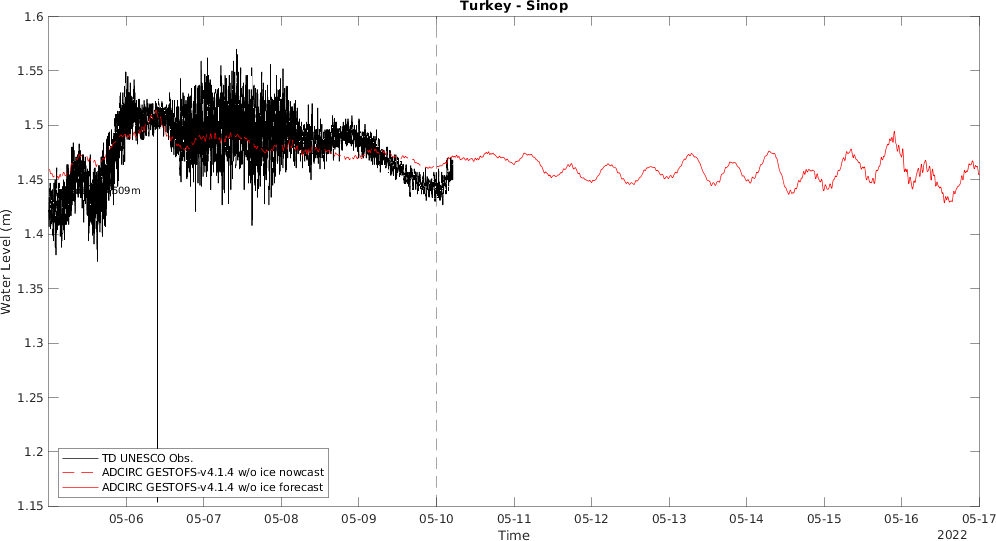 Turkey - Sinop
1.6
1.55
1.5
1.45
1.4
1.35
1.3
1.25
1.2
1.15
Water Level (m)
509m
TD UNESCO Obs.
ADCIRC GESTOFS-v4.1.4 w/o ice nowcast
ADCIRC GESTOFS-v4.1.4 w/o ice forecast
05-06 05-07 05-08 05-09 05-10 05-11 05-12 05-13 05-14 05-15 05-16 05-17
Time
2022